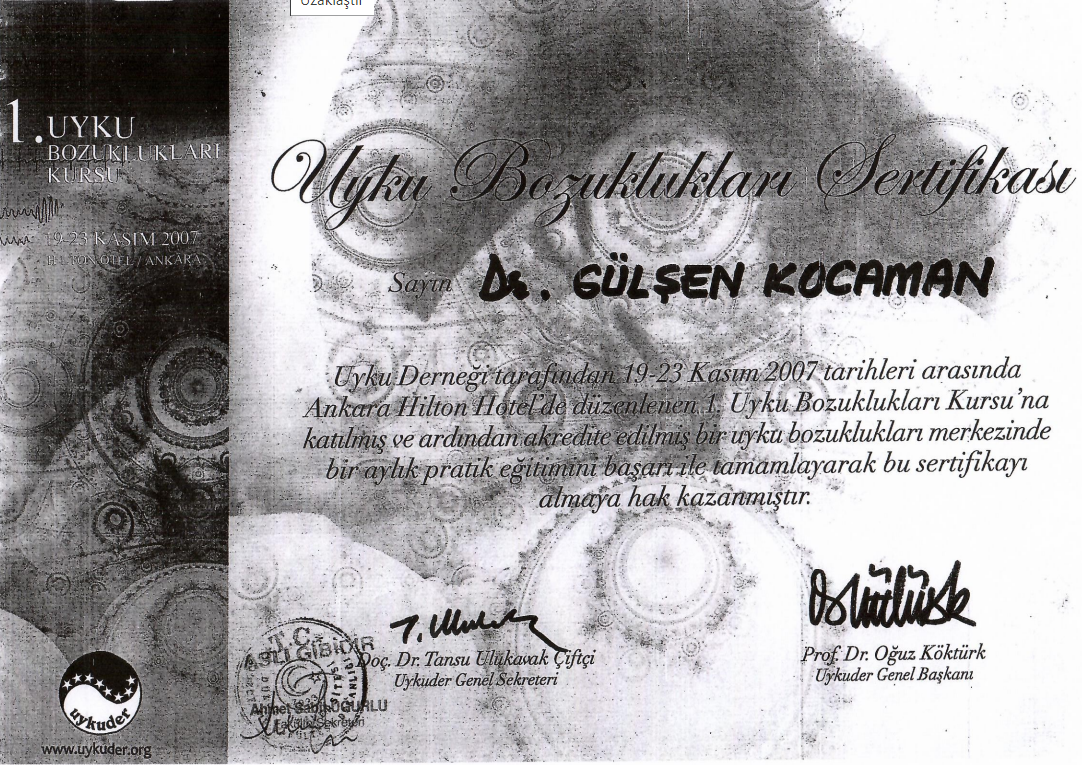 Uzaklaştır
1. UYKU
BOZUKLUKLARI
KURSU
19-23 KASIM 2007
HILTON OTEL / ANKARA
Uyku Bozuklukları Sertifikası
Sayın Dr. GÜLŞEN KOCAMAN
Uyku Derneği tarafından 19-23 Kasım 2007 tarihleri arasında
Ankara Hilton Hotel'de düzenlenen 1. Uyku Bozuklukları Kursu'na
katılmış ve ardından akredite edilmiş bir uyku bozuklukları merkezinde
bir aylık pratik eğitimini başarı ile tamamlayarak bu sertifikayı
almaya hak kazanmıştır.
Doç. Dr. Tansu Ulukavak Çiftçi
Uykuder Genel Sekreteri
Prof. Dr. Oğuz Köktürk
Uykuder Genel Başkanı
T.C.
ASLI GİBİDİR
Ahmet
Fakülte Sekreteri
uykuder
www.uykuder.org